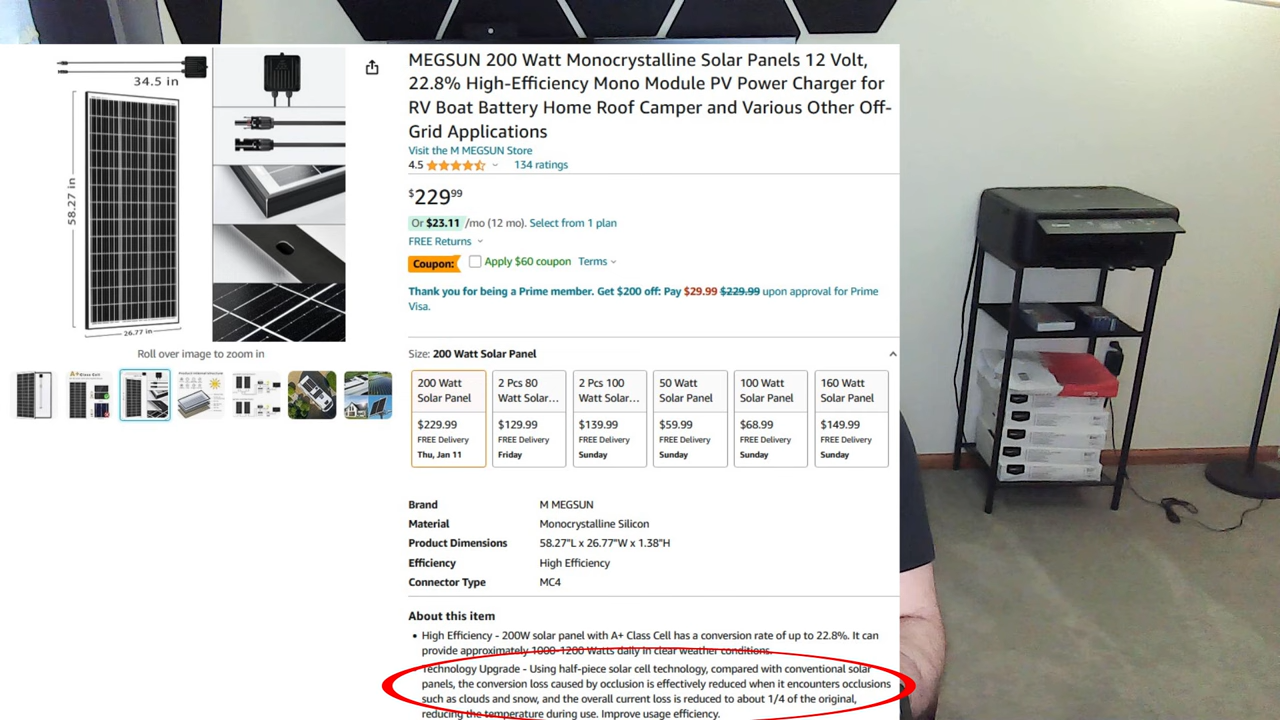 34.5 in
58.27 in
26.77 in
Roll over image to zoom in
MEGSUN 200 Watt Monocrystalline Solar Panels 12 Volt,
22.8% High-Efficiency Mono Module PV Power Charger for
RV Boat Battery Home Roof Camper and Various Other Off-
Grid Applications
Visit the M MEGSUN Store
4.5 134 ratings
$229.99
Or $23.11 /mo (12 mo). Select from 1 plan
FREE Returns
Coupon: Apply $60 coupon Terms
Thank you for being a Prime member. Get $200 off: Pay $29.99 $229.99 upon approval for Prime
Visa.
Size: 200 Watt Solar Panel
200 Watt Solar Panel
$229.99
FREE Delivery
Thu, Jan 11
2 Pcs 80 Watt Solar...
$129.99
FREE Delivery
Friday
2 Pcs 100 Watt Solar...
$139.99
FREE Delivery
Sunday
50 Watt Solar Panel
$59.99
FREE Delivery
Sunday
100 Watt Solar Panel
$68.99
FREE Delivery
Sunday
160 Watt Solar Panel
$149.99
FREE Delivery
Sunday
Brand M MEGSUN
Material Monocrystalline Silicon
Product Dimensions 58.27"L x 26.77"W x 1.38"H
Efficiency High Efficiency
Connector Type MC4
About this item
• High Efficiency - 200W solar panel with A+ Class Cell has a conversion rate of up to 22.8%. It can
provide approximately 1000-1200 Watts daily in clear weather conditions.
Technology Upgrade - Using half-piece solar cell technology, compared with conventional solar
panels, the conversion loss caused by occlusion is effectively reduced when it encounters occlusions
such as clouds and snow, and the overall current loss is reduced to about 1/4 of the original,
reducing the temperature during use. Improve usage efficiency.